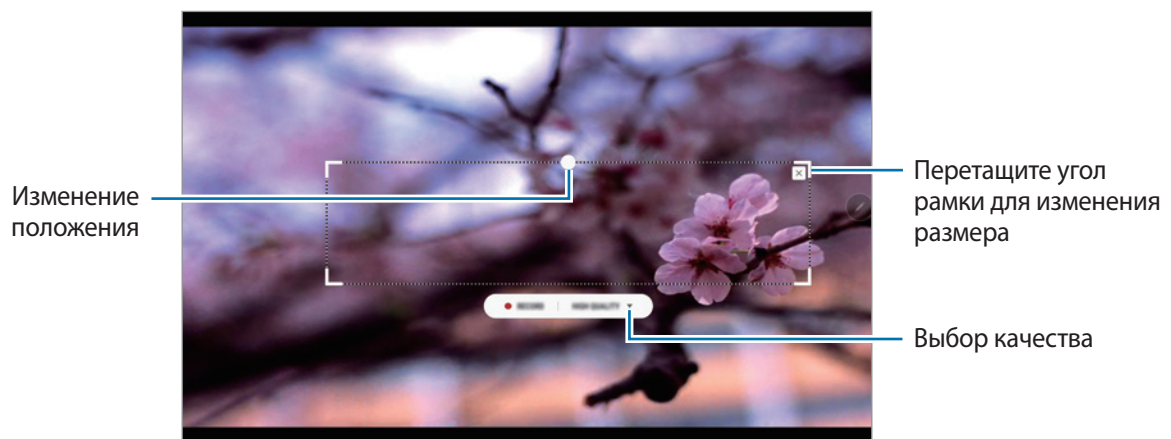 Изменение
положения
Перетащите угол
рамки для изменения
размера
RECORD HIGH QUALITY
Выбор качества